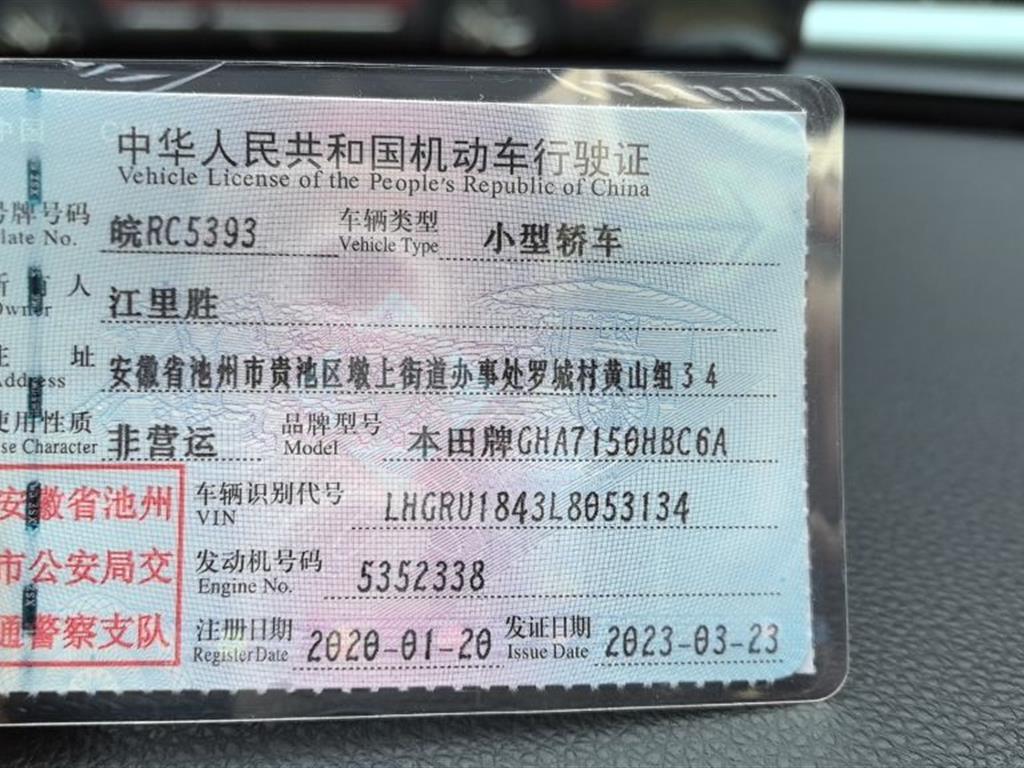 中华人民共和国机动车行驶证
Vehicle License of the People's Republic of China
号牌号码 皖RC5393 车辆类型 小型轿车
Plate No. Vehicle Type
所有人 江里胜
Owner
住 址 安徽省池州市贵池区墩上街道办事处罗城村黄山组34
Address
使用性质 非营运 品牌型号 本田牌GHA7150HBC6A
Use Character Model
安徽省池州 车辆识别代号 LHGRU1843L8053134
VIN
市公安局交 发动机号码 5352338
Engine No.
通警察支队 注册日期 2020-01-20 发证日期 2023-03-23
Register Date Issue Date